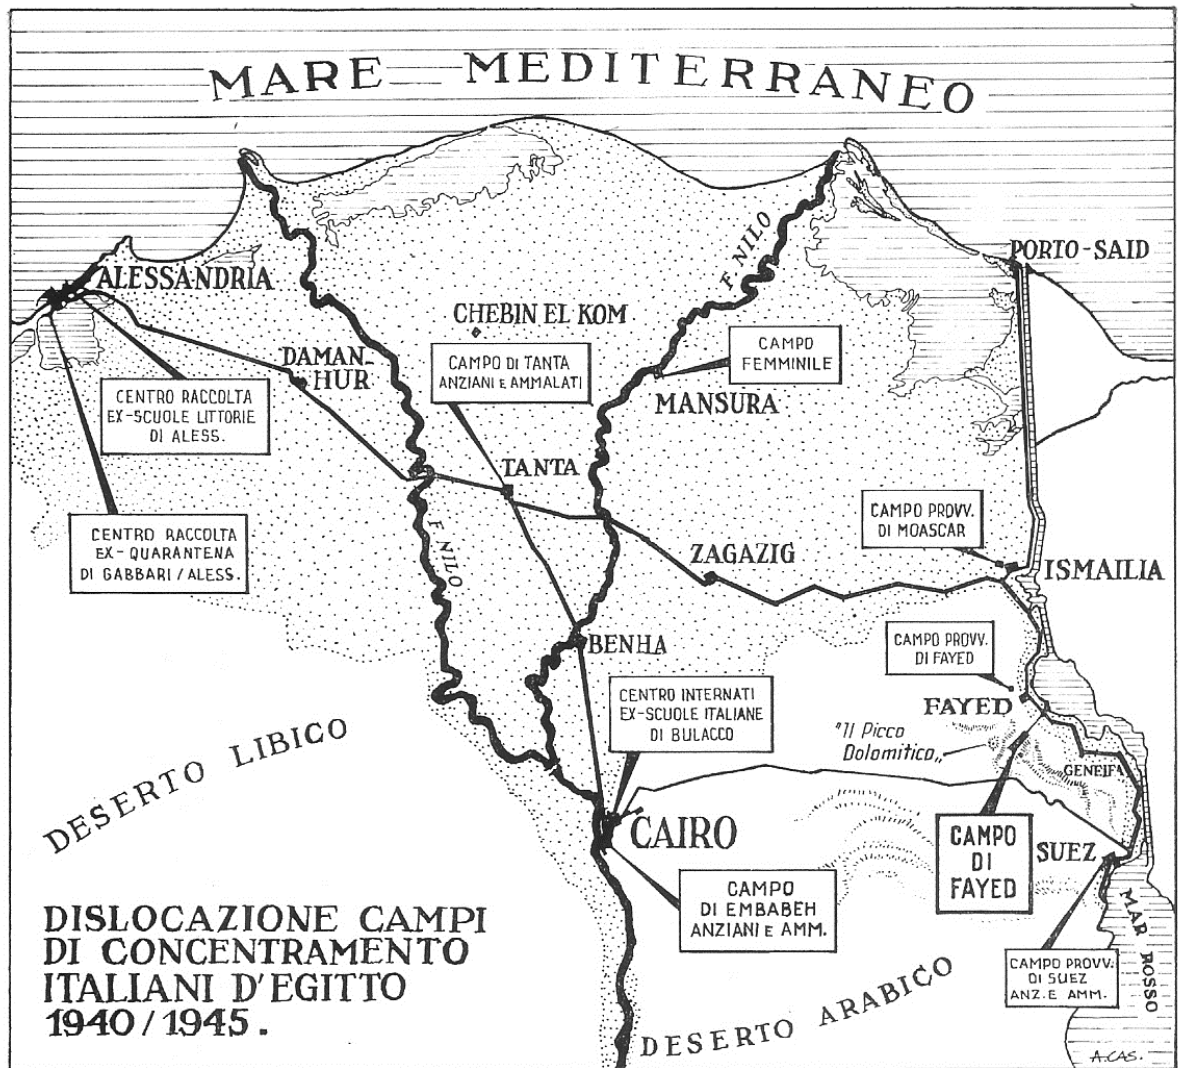 MARE MEDITERRANEO
F NILO
PORTO-SAID
ALESSANDRIA
CHEBIN EL KOM
DAMAN-
HUR
CAMPO DI TANTA
ANZIANI E AMMALATI
CAMPO
FEMMINILE
MANSURA
CENTRO RACCOLTA
EX-SCUOLE LITTORIE
DI ALESS.
TANTA
CENTRO RACCOLTA
EX-QUARANTENA
DI GABBARI/ALESS.
F NILO
CAMPO PROVV.
DI MOASCAR
ZAGAZIG
ISMAILIA
BENHA
CAMPO PROVV.
DI FAYED
CENTRO INTERNATI
EX-SCUOLE ITALIANE
DI BULACCO
FAYED
"Il Picco
Dolomitico„
GENEIFA
DESERTO LIBICO
CAIRO
CAMPO
DI
FAYED
SUEZ
CAMPO
DI EMBABEH
ANZIANI E AMM.
MAR ROSSO
CAMPO PROVV.
DI SUEZ
ANZ. E AMM.
DESERTO ARABICO
DISLOCAZIONE CAMPI
DI CONCENTRAMENTO
ITALIANI D'EGITTO
1940/1945.
A.CAS.